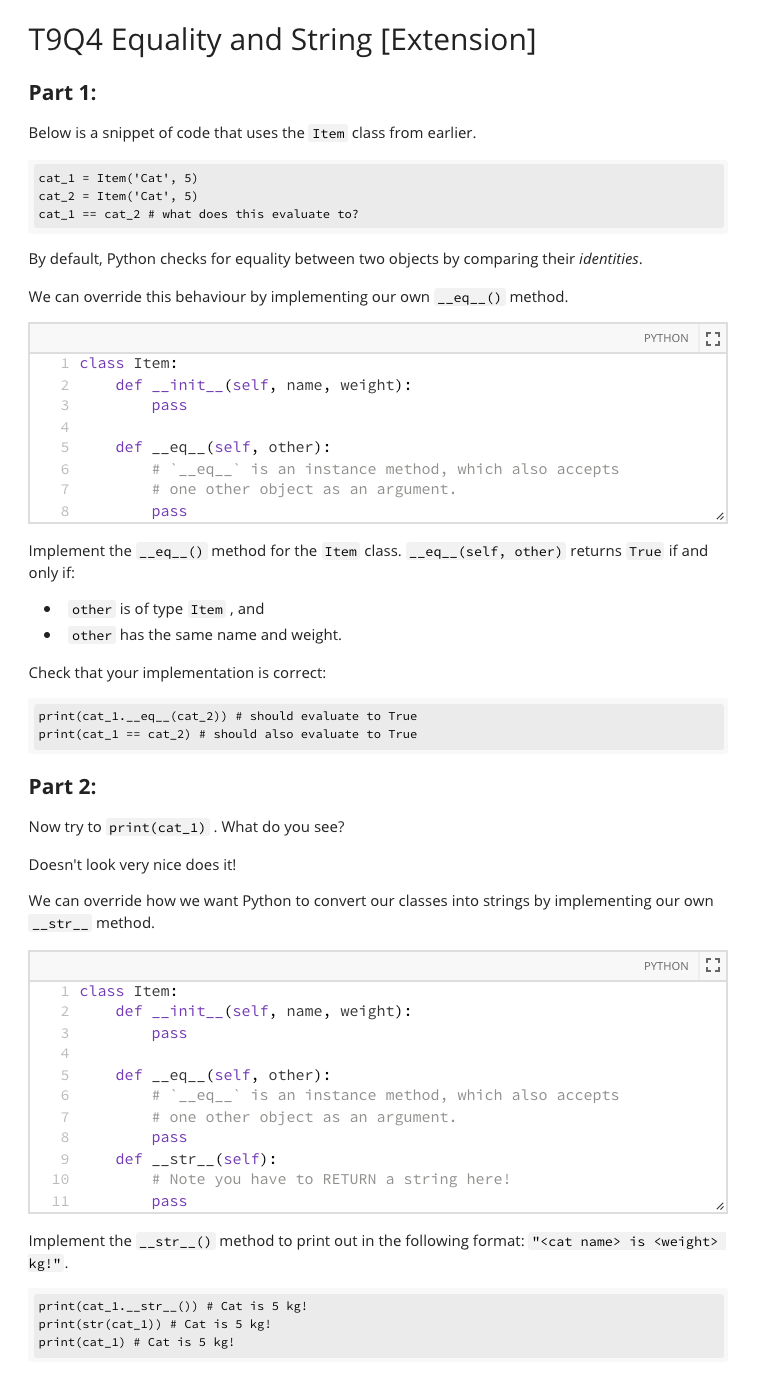 T9Q4 Equality and String [Extension]
Part 1:
Below is a snippet of code that uses the Item class from earlier.
cat_1 = Item('Cat', 5)
cat_2 = Item('Cat', 5)
cat_1 == cat_2 # what does this evaluate to?
By default, Python checks for equality between two objects by comparing their identities.
We can override this behaviour by implementing our own __eq__() method.
PYTHON
1 class Item:
2     def __init__(self, name, weight):
3         pass
4
5     def __eq__(self, other):
6         # `__eq__` is an instance method, which also accepts
7         # one other object as an argument.
8         pass
Implement the __eq__() method for the Item class. __eq__(self, other) returns True if and
only if:
• other is of type Item , and
• other has the same name and weight.
Check that your implementation is correct:
print(cat_1.__eq__(cat_2)) # should evaluate to True
print(cat_1 == cat_2) # should also evaluate to True
Part 2:
Now try to print(cat_1) . What do you see?
Doesn't look very nice does it!
We can override how we want Python to convert our classes into strings by implementing our own
__str__ method.
PYTHON
1 class Item:
2     def __init__(self, name, weight):
3         pass
4
5     def __eq__(self, other):
6         # `__eq__` is an instance method, which also accepts
7         # one other object as an argument.
8         pass
9     def __str__(self):
10         # Note you have to RETURN a string here!
11         pass
Implement the __str__() method to print out in the following format: "<cat name> is <weight>
kg!".
print(cat_1.__str__()) # Cat is 5 kg!
print(str(cat_1)) # Cat is 5 kg!
print(cat_1) # Cat is 5 kg!